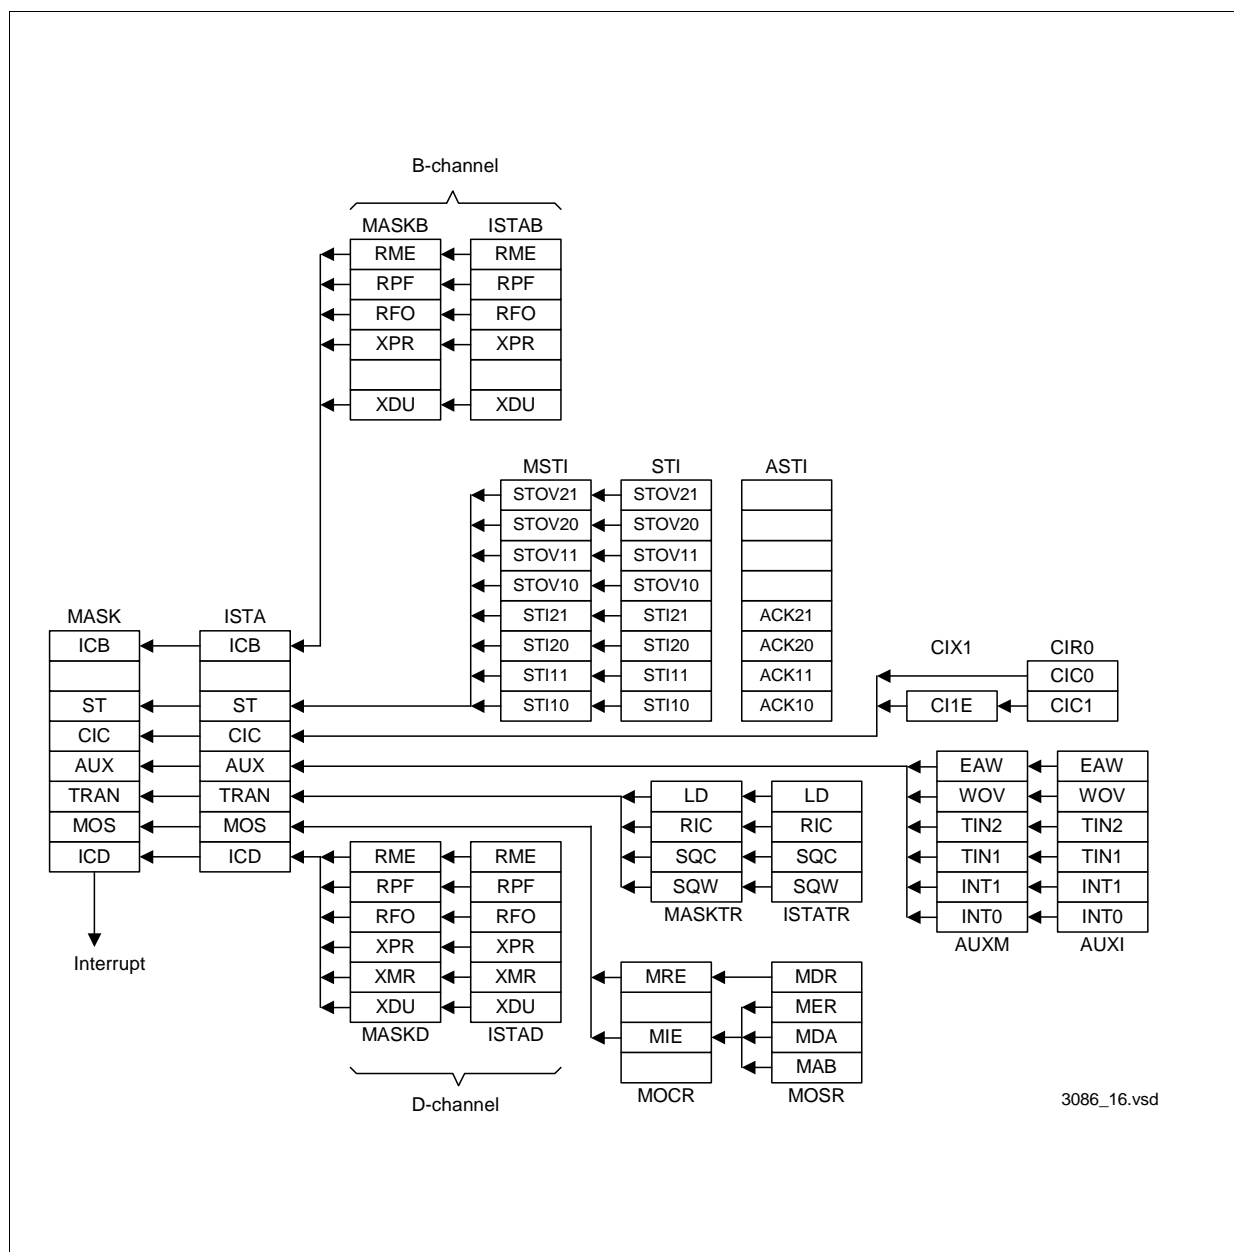 B-channel
MASKB ISTAB
RME RME
RPF RPF
RFO RFO
XPR XPR
XDU XDU
MSTI STI ASTI
STOV21 STOV21
STOV20 STOV20
STOV11 STOV11
STOV10 STOV10
MASK ISTA
STI21 STI21 ACK21
ICB ICB STI20 STI20 ACK20 CIX1 CIR0
STI11 STI11 ACK11 CIC0
ST ST STI10 STI10 ACK10 CI1E CIC1
CIC CIC
AUX AUX EAW EAW
TRAN TRAN LD LD WOV WOV
MOS MOS RIC RIC TIN2 TIN2
ICD ICD RME RME SQC SQC TIN1 TIN1
RPF RPF SQW SQW INT1 INT1
RFO RFO MASKTR ISTATR INT0 INT0
XPR XPR AUXM AUXI
Interrupt
XMR XMR MRE MDR
XDU XDU MER
MASKD ISTAD MIE MDA
MAB
MOCR MOSR
D-channel
3086_16.vsd